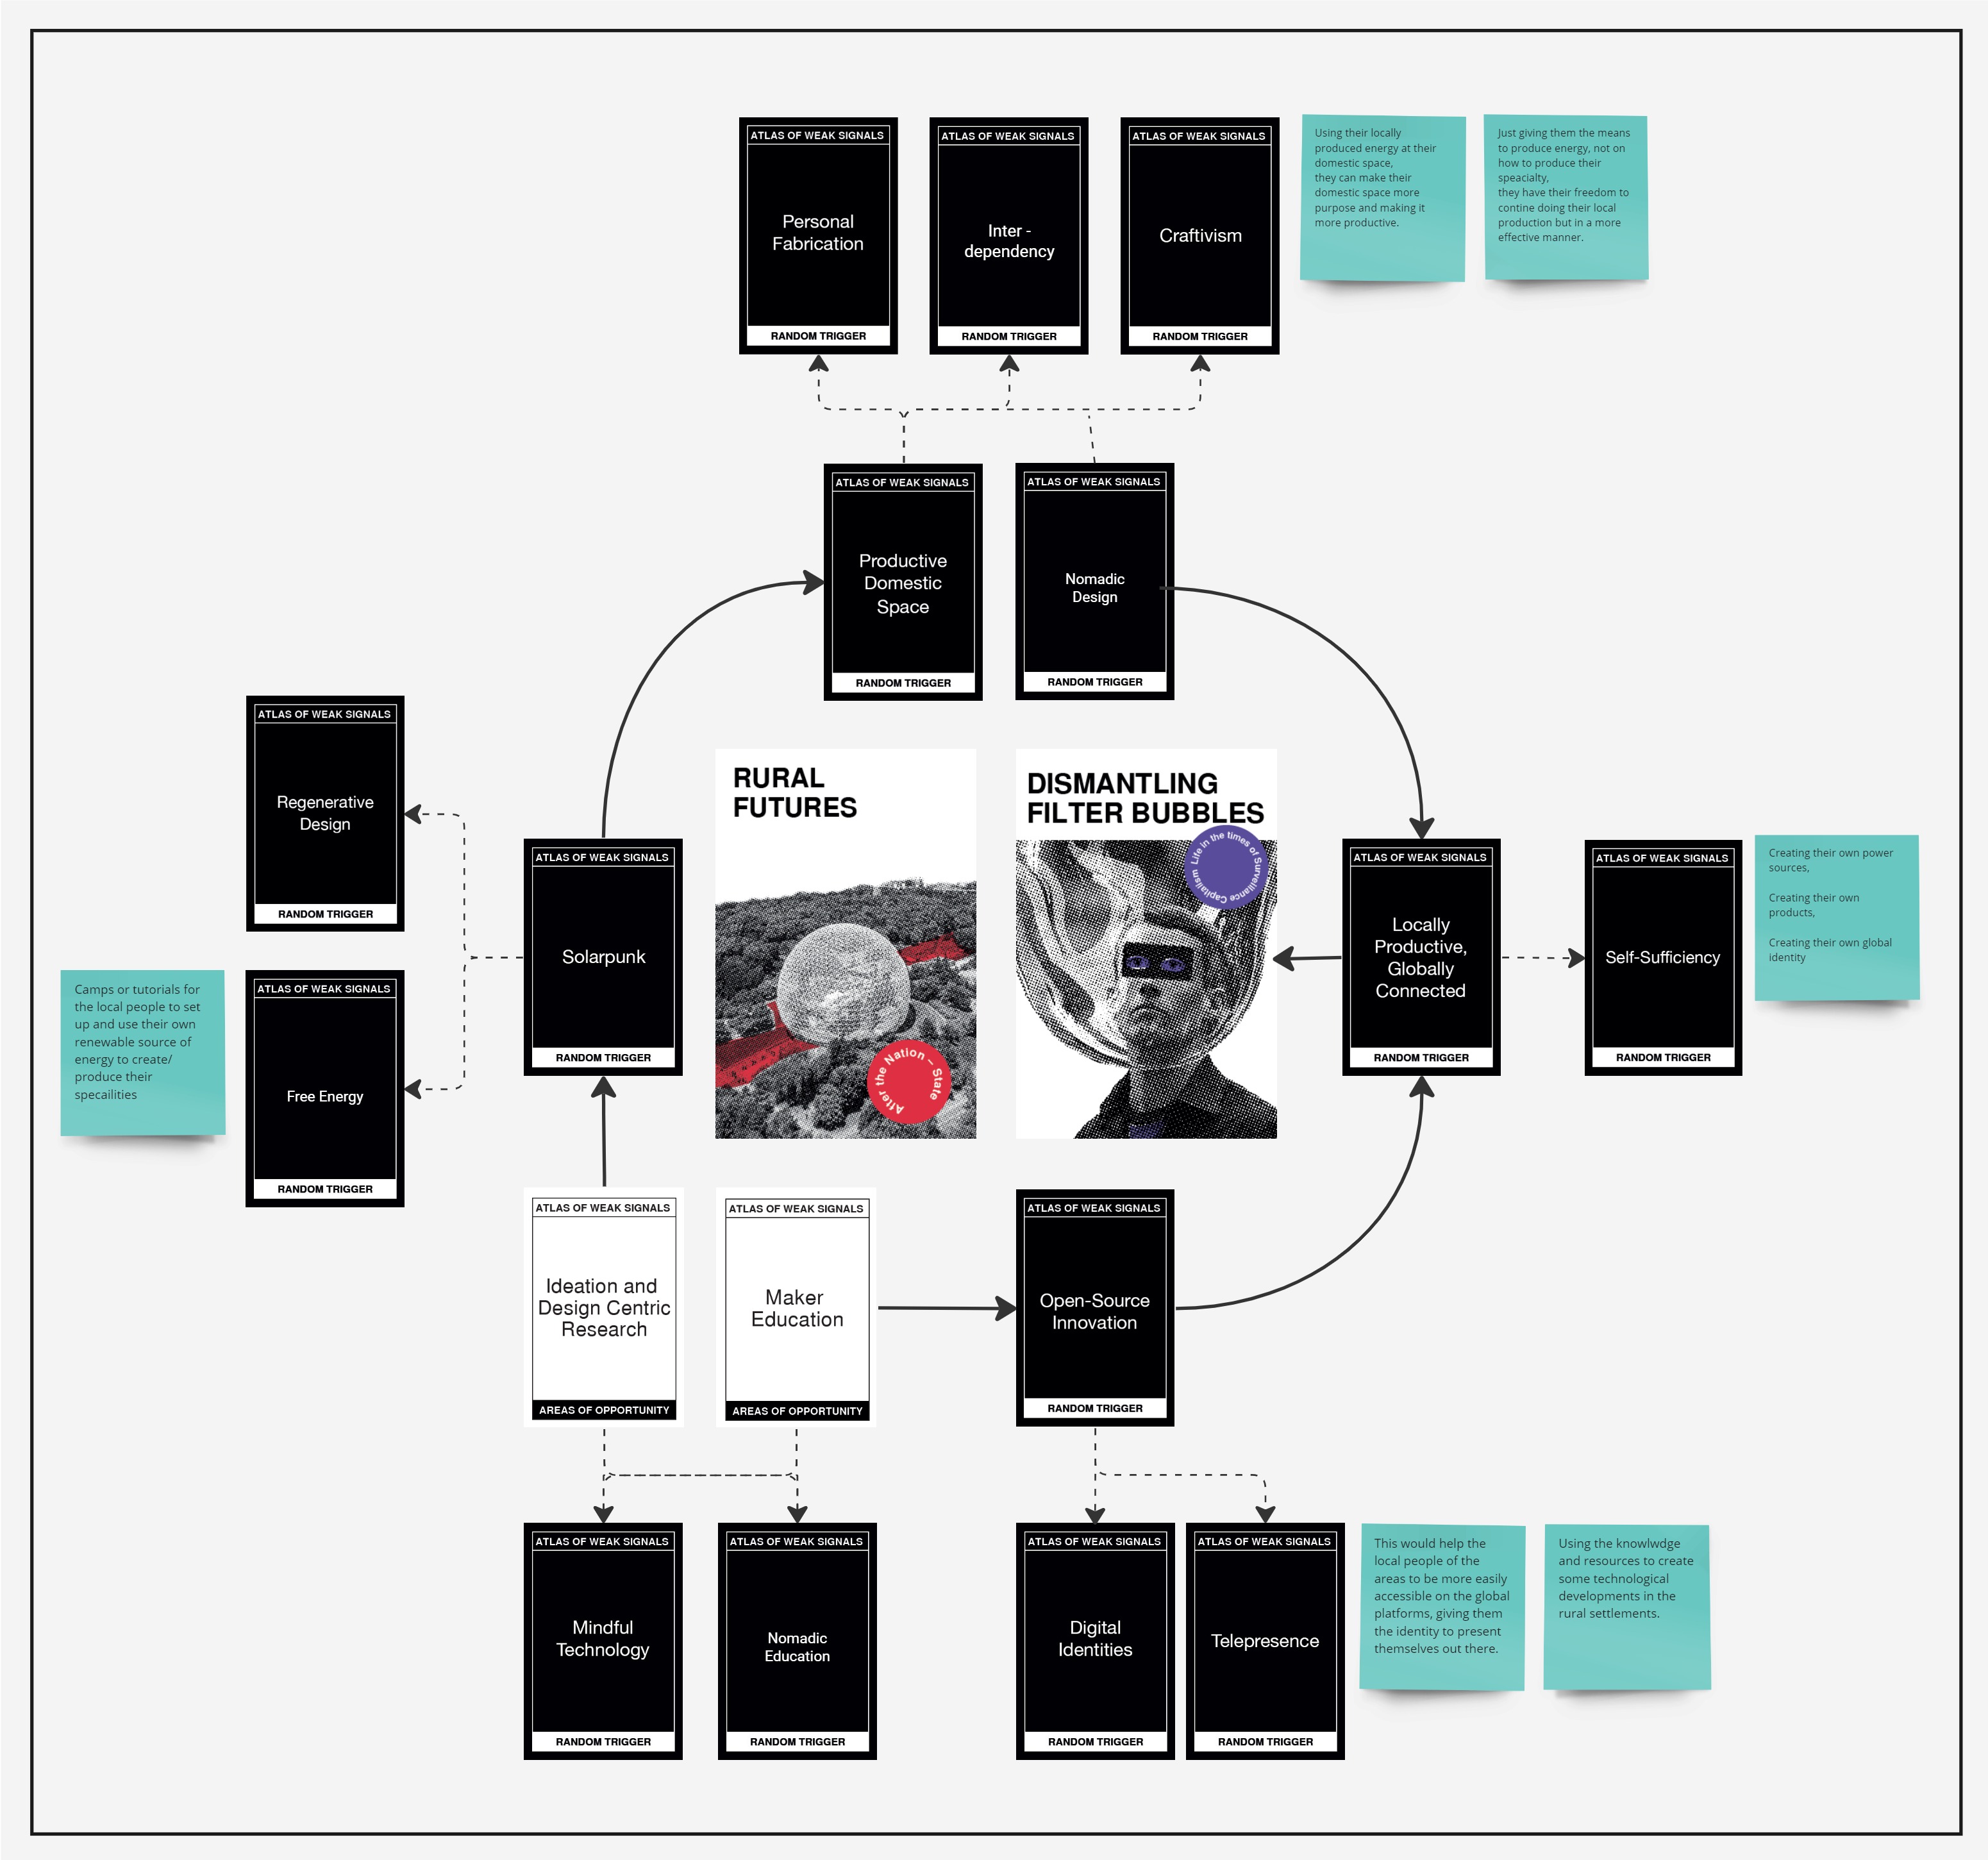 ATLAS OF WEAK SIGNALS
Personal
Fabrication
RANDOM TRIGGER
ATLAS OF WEAK SIGNALS
Inter -
dependency
RANDOM TRIGGER
ATLAS OF WEAK SIGNALS
Craftivism
RANDOM TRIGGER
Using their locally
produced energy at their
domestic space,
they can make their
domestic space more
purpose and making it
more productive.
Just giving them the means
to produce energy, not on
how to produce their
speacialty,
they have their freedom to
contine doing their local
production but in a more
effective manner.
ATLAS OF WEAK SIGNALS
Productive
Domestic
Space
RANDOM TRIGGER
ATLAS OF WEAK SIGNALS
Nomadic
Design
RANDOM TRIGGER
ATLAS OF WEAK SIGNALS
Regenerative
Design
RANDOM TRIGGER
Camps or tutorials for
the local people to set
up and use their own
renewable source of
energy to create/
produce their
specailities
ATLAS OF WEAK SIGNALS
Free Energy
RANDOM TRIGGER
ATLAS OF WEAK SIGNALS
Solarpunk
RANDOM TRIGGER
RURAL
FUTURES
After the Nation – State
DISMANTLING
FILTER BUBBLES
Life in the times of Surveillance Capitalism
ATLAS OF WEAK SIGNALS
Locally
Productive,
Globally
Connected
RANDOM TRIGGER
ATLAS OF WEAK SIGNALS
Self-Sufficiency
RANDOM TRIGGER
Creating their own power
sources,
Creating their own
products,
Creating their own global
identity
ATLAS OF WEAK SIGNALS
Ideation and
Design Centric
Research
AREAS OF OPPORTUNITY
ATLAS OF WEAK SIGNALS
Maker
Education
AREAS OF OPPORTUNITY
ATLAS OF WEAK SIGNALS
Open-Source
Innovation
RANDOM TRIGGER
ATLAS OF WEAK SIGNALS
Mindful
Technology
RANDOM TRIGGER
ATLAS OF WEAK SIGNALS
Nomadic
Education
RANDOM TRIGGER
ATLAS OF WEAK SIGNALS
Digital
Identities
RANDOM TRIGGER
ATLAS OF WEAK SIGNALS
Telepresence
RANDOM TRIGGER
This would help the
local people of the
areas to be more easily
accessible on the global
platforms, giving them
the identity to present
themselves out there.
Using the knowlwdge
and resources to create
some technological
developments in the
rural settlements.